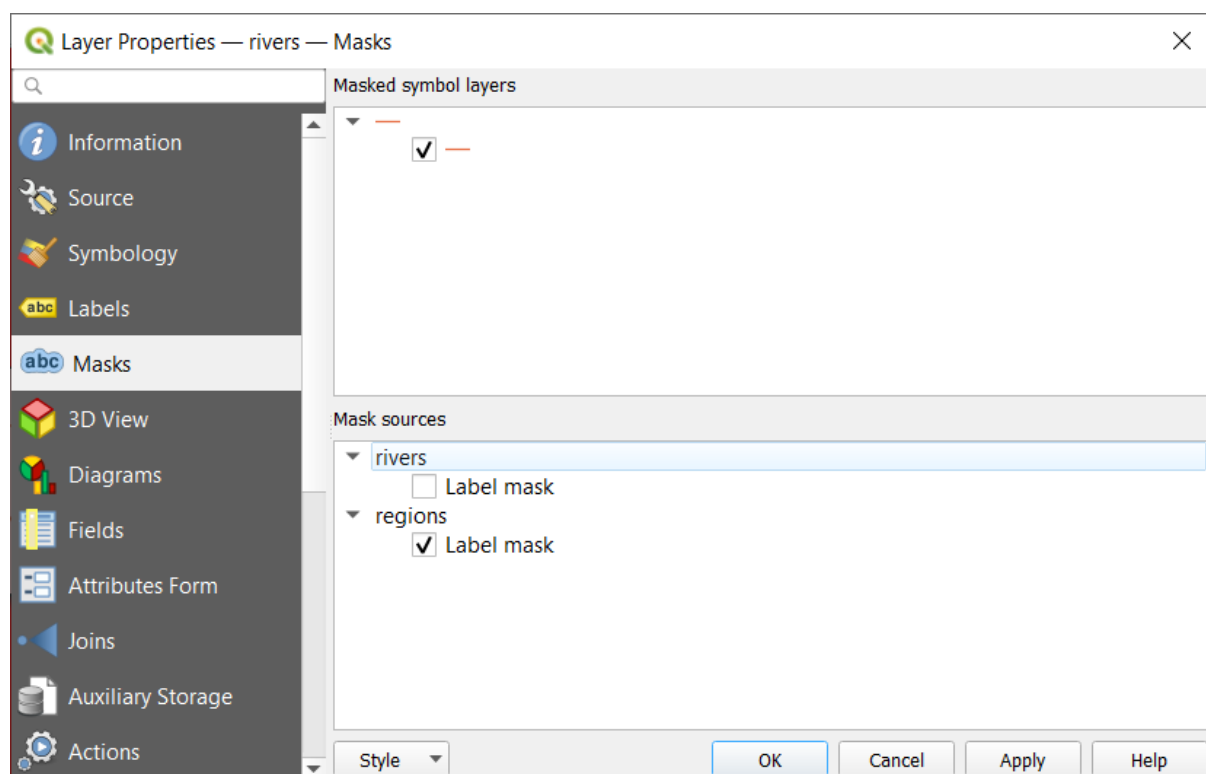 Layer Properties — rivers — Masks
Masked symbol layers
Information
Source
Symbology
abc Labels
abc Masks
3D View
Diagrams
Fields
Attributes Form
Joins
Auxiliary Storage
Actions
Mask sources
rivers
Label mask
regions
Label mask
Style
OK
Cancel
Apply
Help